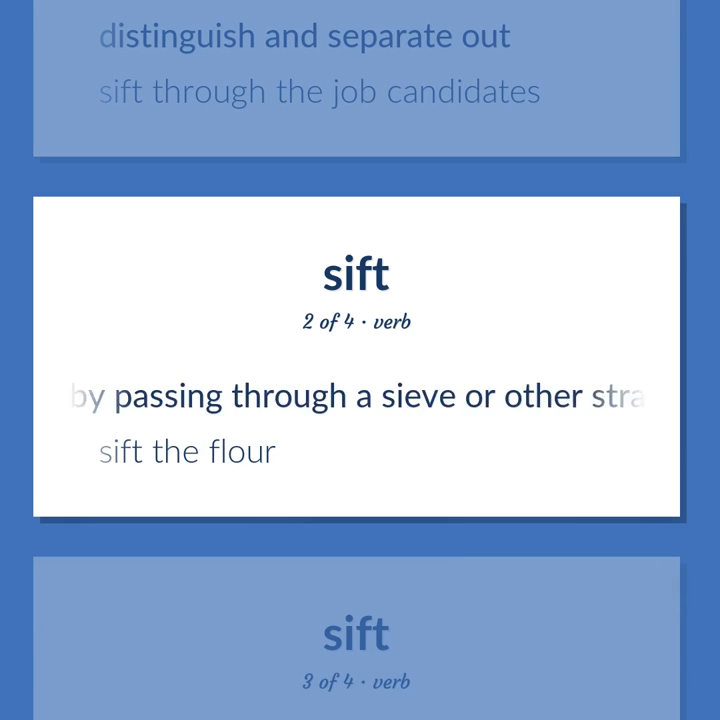 distinguish and separate out
sift through the job candidates
sift
2 of 4 · verb
by passing through a sieve or other stra
sift the flour
sift
3 of 4 · verb